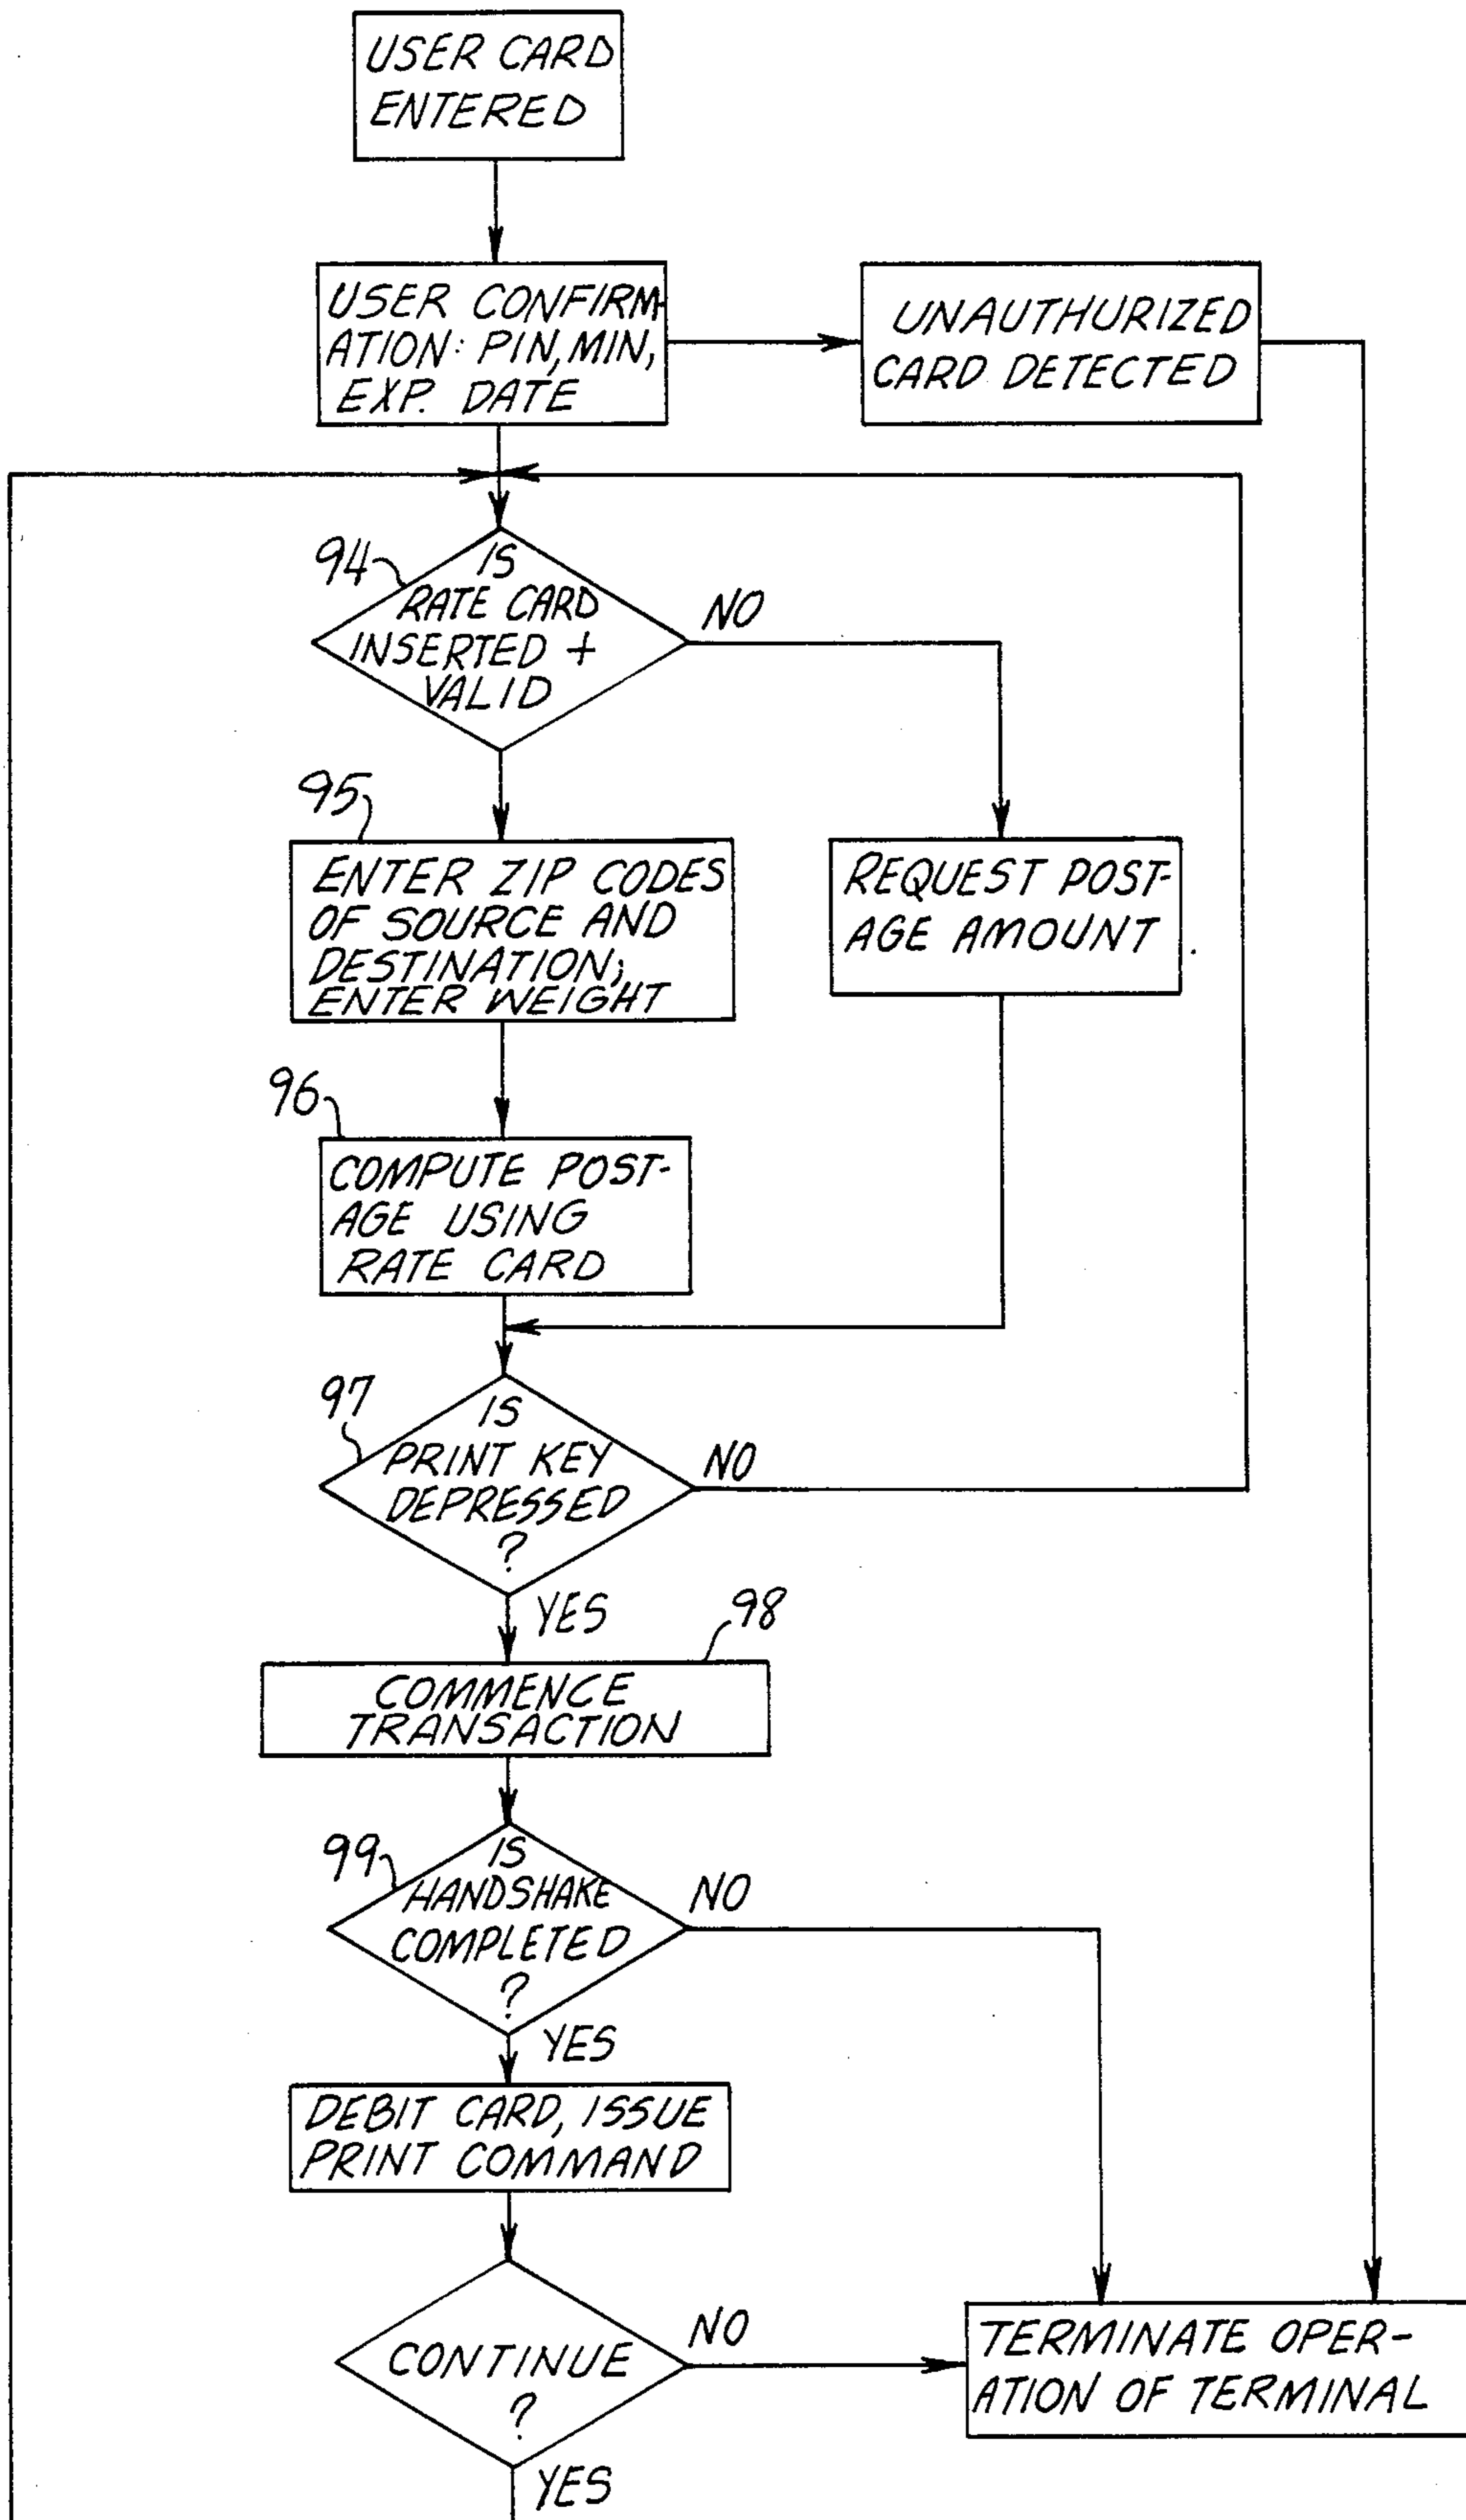 USER CARD
ENTERED
USER CONFIRM-
ATION: PIN, MIN,
EXP. DATE
UNAUTHURIZED
CARD DETECTED
94
IS
RATE CARD
INSERTED +
VALID
NO
95
ENTER ZIP CODES
OF SOURCE AND
DESTINATION;
ENTER WEIGHT
REQUEST POST-
AGE AMOUNT
96
COMPUTE POST-
AGE USING
RATE CARD
97
IS
PRINT KEY
DEPRESSED
?
NO
YES
98
COMMENCE
TRANSACTION
99
IS
HANDSHAKE
COMPLETED
?
NO
YES
DEBIT CARD, ISSUE
PRINT COMMAND
CONTINUE
?
NO
YES
TERMINATE OPER-
ATION OF TERMINAL